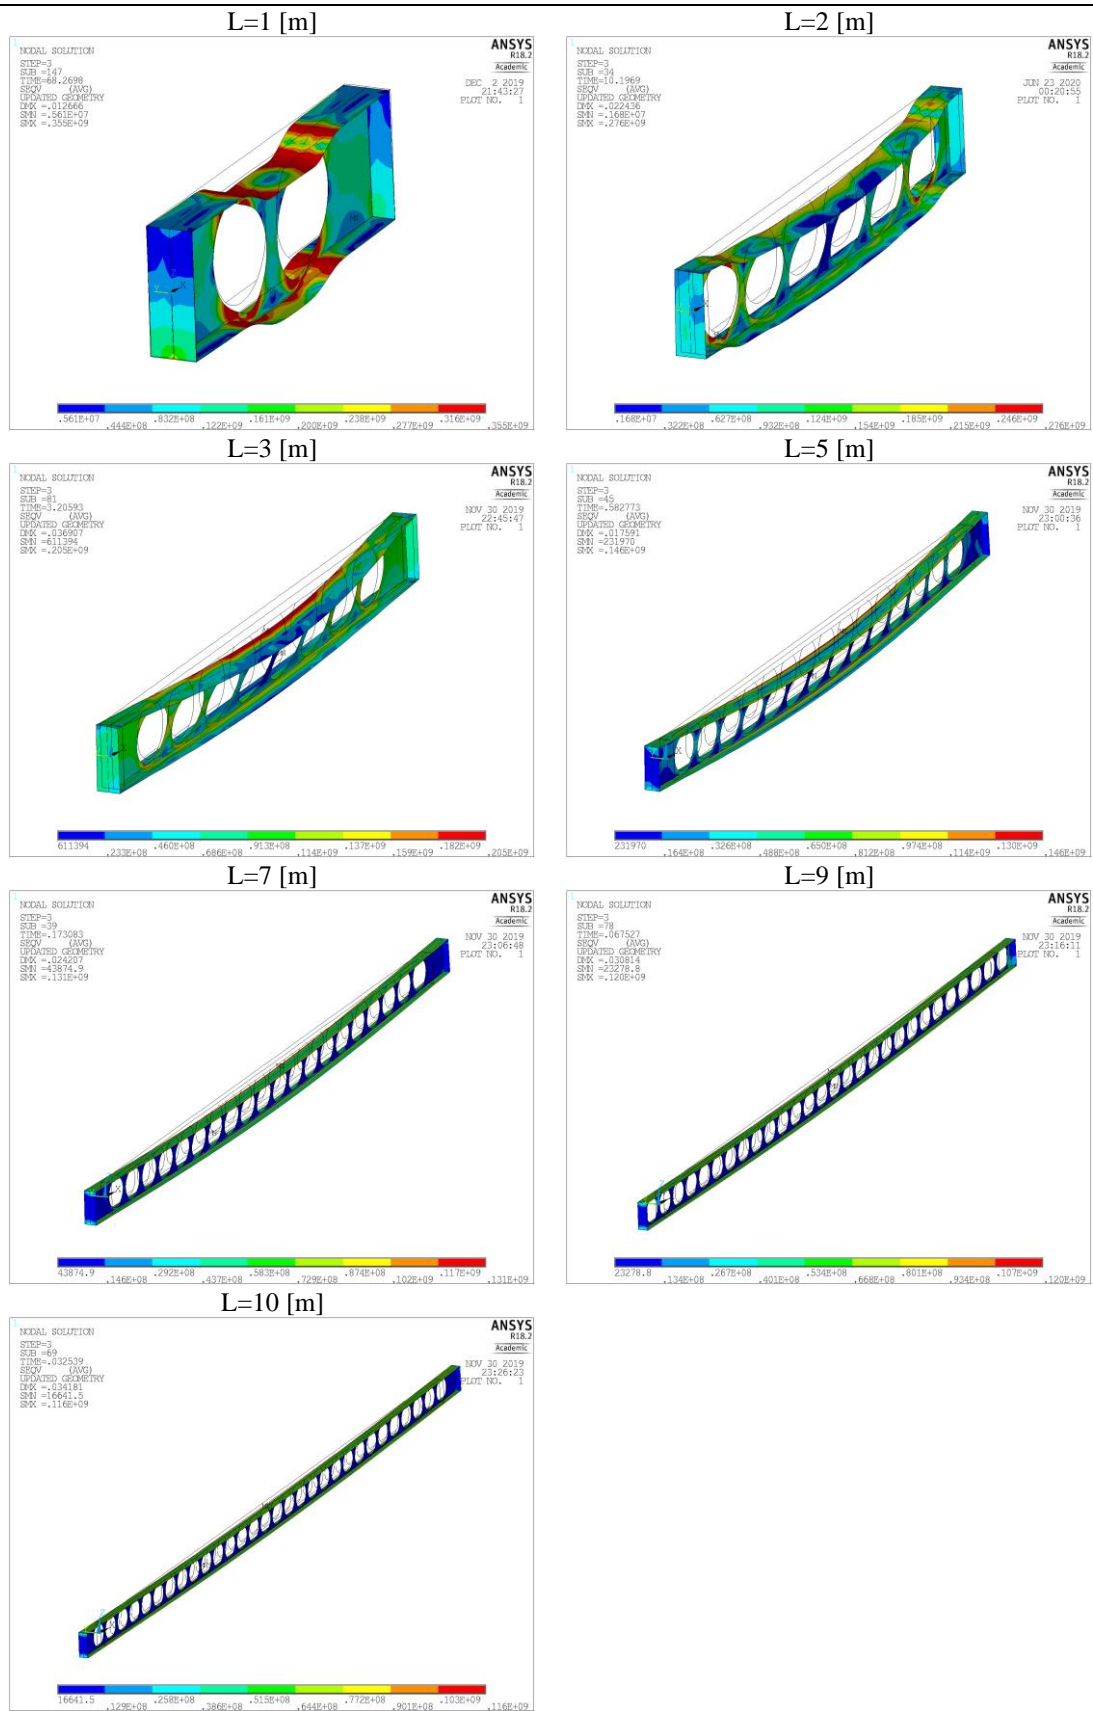 L=1 [m]
1
NODAL SOLUTION
STEP=3
SUB =147
TIME=68.2698
SEQV (AVG)
UPDATED GEOMETRY
DMX =.012666
SMN =.561E+07
SMX =.355E+09
ANSYS
R18.2
Academic
DEC 2 2019
21:43:27
PLOT NO. 1
Z
Y X
.561E+07 .832E+08 .161E+09 .238E+09 .316E+09
.444E+08 .122E+09 .200E+09 .277E+09 .355E+09
L=2 [m]
1
NODAL SOLUTION
STEP=3
SUB =34
TIME=10.1969
SEQV (AVG)
UPDATED GEOMETRY
DMX =.022436
SMN =.168E+07
SMX =.276E+09
ANSYS
R18.2
Academic
JUN 23 2020
00:20:55
PLOT NO. 1
X
.168E+07 .627E+08 .124E+09 .185E+09 .246E+09
.322E+08 .932E+08 .154E+09 .215E+09 .276E+09
L=3 [m]
1
NODAL SOLUTION
STEP=3
SUB =81
TIME=3.20593
SEQV (AVG)
UPDATED GEOMETRY
DMX =.036907
SMN =611394
SMX =.205E+09
ANSYS
R18.2
Academic
NOV 30 2019
22:45:47
PLOT NO. 1
X
611394 .460E+08 .913E+08 .137E+09 .182E+09
.233E+08 .686E+08 .114E+09 .159E+09 .205E+09
L=5 [m]
1
NODAL SOLUTION
STEP=3
SUB =45
TIME=.582773
SEQV (AVG)
UPDATED GEOMETRY
DMX =.017591
SMN =231970
SMX =.146E+09
ANSYS
R18.2
Academic
NOV 30 2019
23:00:36
PLOT NO. 1
X
231970 .326E+08 .650E+08 .974E+08 .130E+09
.164E+08 .488E+08 .812E+08 .114E+09 .146E+09
L=7 [m]
1
NODAL SOLUTION
STEP=3
SUB =39
TIME=.173083
SEQV (AVG)
UPDATED GEOMETRY
DMX =.024207
SMN =43874.9
SMX =.131E+09
ANSYS
R18.2
Academic
NOV 30 2019
23:06:48
PLOT NO. 1
X
43874.9 .292E+08 .583E+08 .874E+08 .117E+09
.146E+08 .437E+08 .729E+08 .102E+09 .131E+09
L=9 [m]
1
NODAL SOLUTION
STEP=3
SUB =78
TIME=.067527
SEQV (AVG)
UPDATED GEOMETRY
DMX =.030814
SMN =23278.8
SMX =.120E+09
ANSYS
R18.2
Academic
NOV 30 2019
23:16:11
PLOT NO. 1
X
23278.8 .267E+08 .534E+08 .801E+08 .107E+09
.134E+08 .401E+08 .668E+08 .934E+08 .120E+09
L=10 [m]
1
NODAL SOLUTION
STEP=3
SUB =69
TIME=.032539
SEQV (AVG)
UPDATED GEOMETRY
DMX =.034181
SMN =16641.5
SMX =.116E+09
ANSYS
R18.2
Academic
NOV 30 2019
23:26:23
PLOT NO. 1
Z
X
16641.5 .258E+08 .515E+08 .772E+08 .103E+09
.129E+08 .386E+08 .644E+08 .901E+08 .116E+09